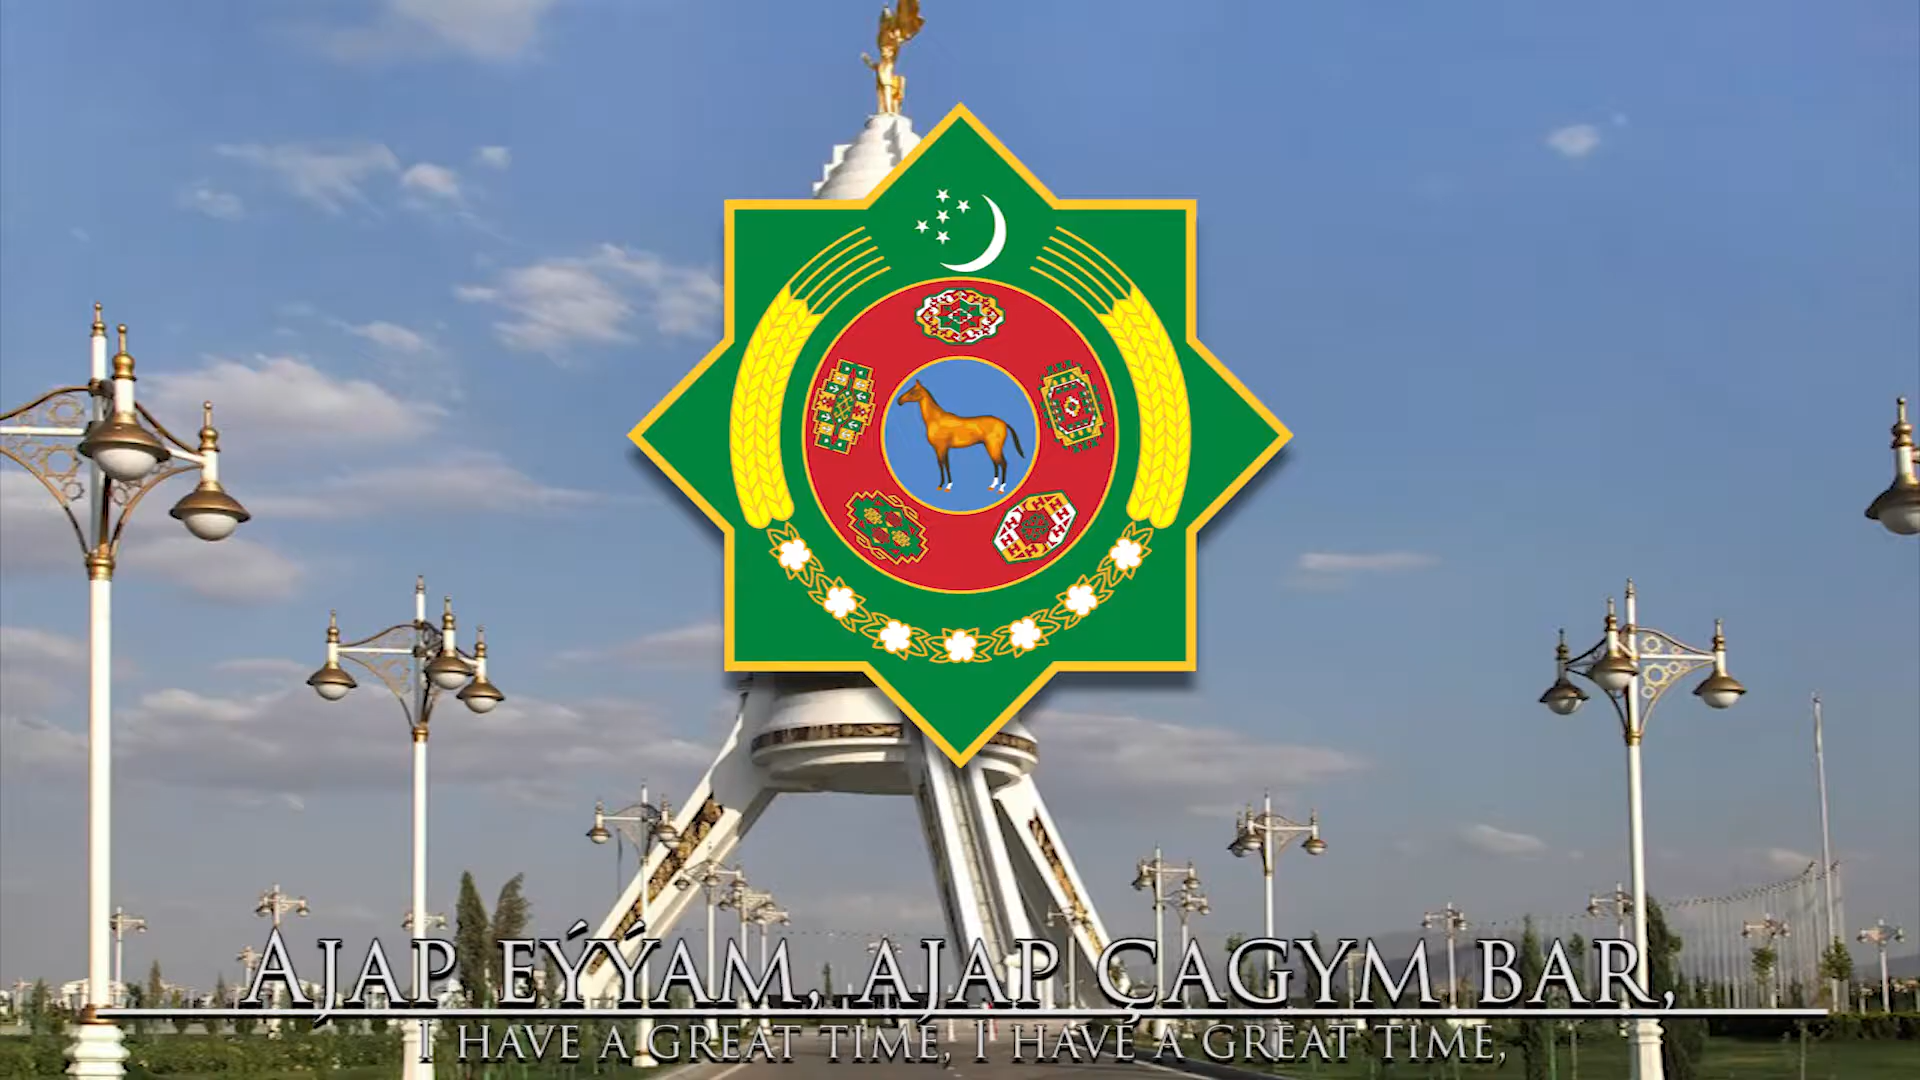 AJAP EÝÝAM, AJAP ÇAGYM BAR,
I HAVE A GREAT TIME, I HAVE A GREAT TIME,